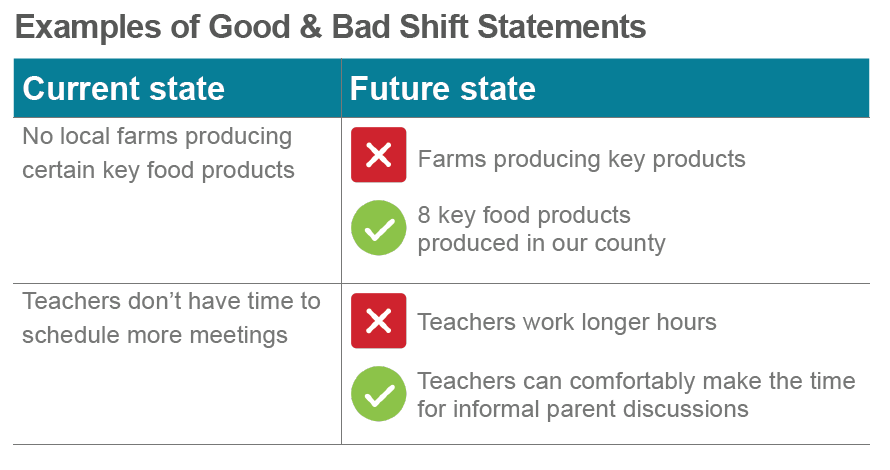 Examples of Good & Bad Shift Statements
Current state
Future state
No local farms producing
certain key food products
Farms producing key products
8 key food products
produced in our county
Teachers don’t have time to
schedule more meetings
Teachers work longer hours
Teachers can comfortably make the time
for informal parent discussions